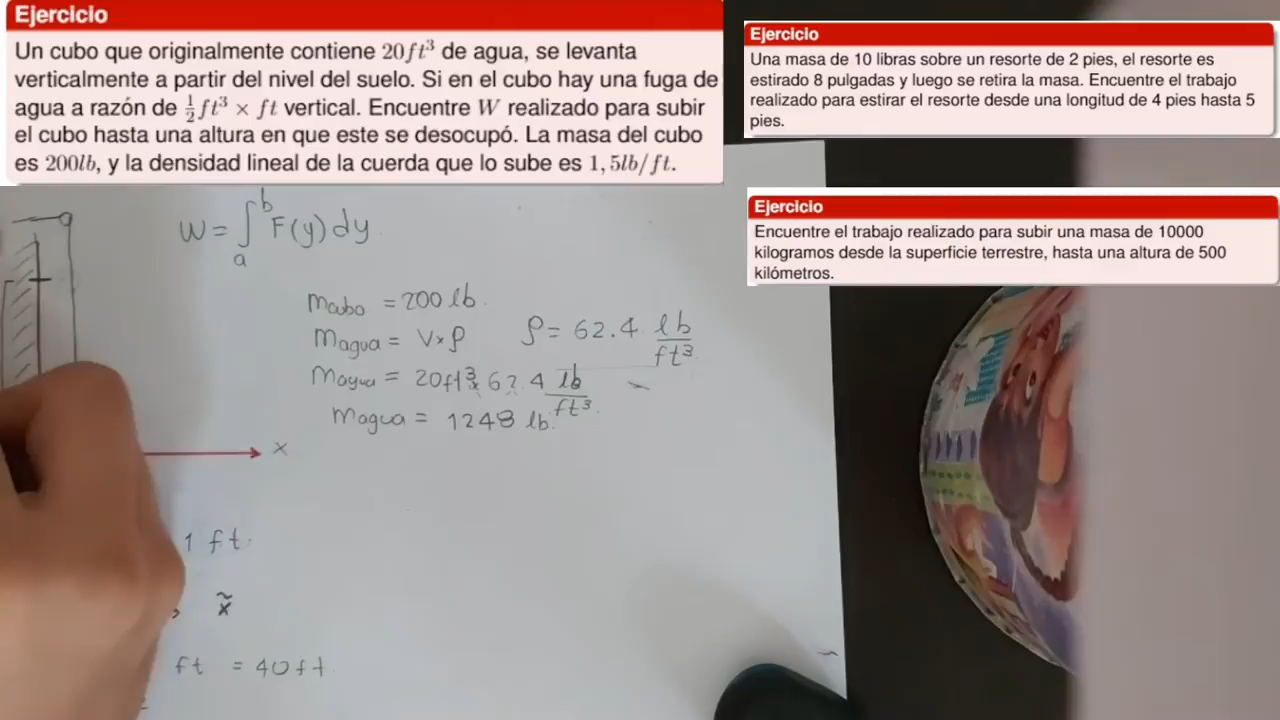 Ejercicio
Un cubo que originalmente contiene 20ft³ de agua, se levanta
verticalmente a partir del nivel del suelo. Si en el cubo hay una fuga de
agua a razón de ½ft³ × ft vertical. Encuentre W realizado para subir
el cubo hasta una altura en que este se desocupó. La masa del cubo
es 200lb, y la densidad lineal de la cuerda que lo sube es 1,5lb/ft.
Ejercicio
Una masa de 10 libras sobre un resorte de 2 pies, el resorte es
estirado 8 pulgadas y luego se retira la masa. Encuentre el trabajo
realizado para estirar el resorte desde una longitud de 4 pies hasta 5
pies.
Ejercicio
Encuentre el trabajo realizado para subir una masa de 10000
kilogramos desde la superficie terrestre, hasta una altura de 500
kilómetros.
W = ∫ₐᵇ F(y) dy
mcubo = 200 lb.
magua = V×ρ ρ = 62.4 lb/ft³
magua = 20ft³ × 62.4 lb/ft³
magua = 1248 lb.
x
1 ft.
x̃
ft = 40ft